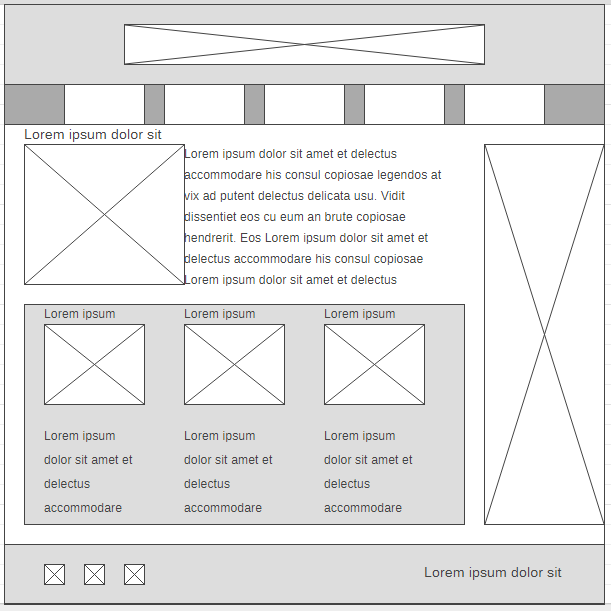 Lorem ipsum dolor sit
Lorem ipsum dolor sit amet et delectus
accommodare his consul copiosae legendos at
vix ad putent delectus delicata usu. Vidit
dissentiet eos cu eum an brute copiosae
hendrerit. Eos Lorem ipsum dolor sit amet et
delectus accommodare his consul copiosae
Lorem ipsum dolor sit amet et delectus
Lorem ipsum
Lorem ipsum
dolor sit amet et
delectus
accommodare
Lorem ipsum
Lorem ipsum
dolor sit amet et
delectus
accommodare
Lorem ipsum
Lorem ipsum
dolor sit amet et
delectus
accommodare
Lorem ipsum dolor sit